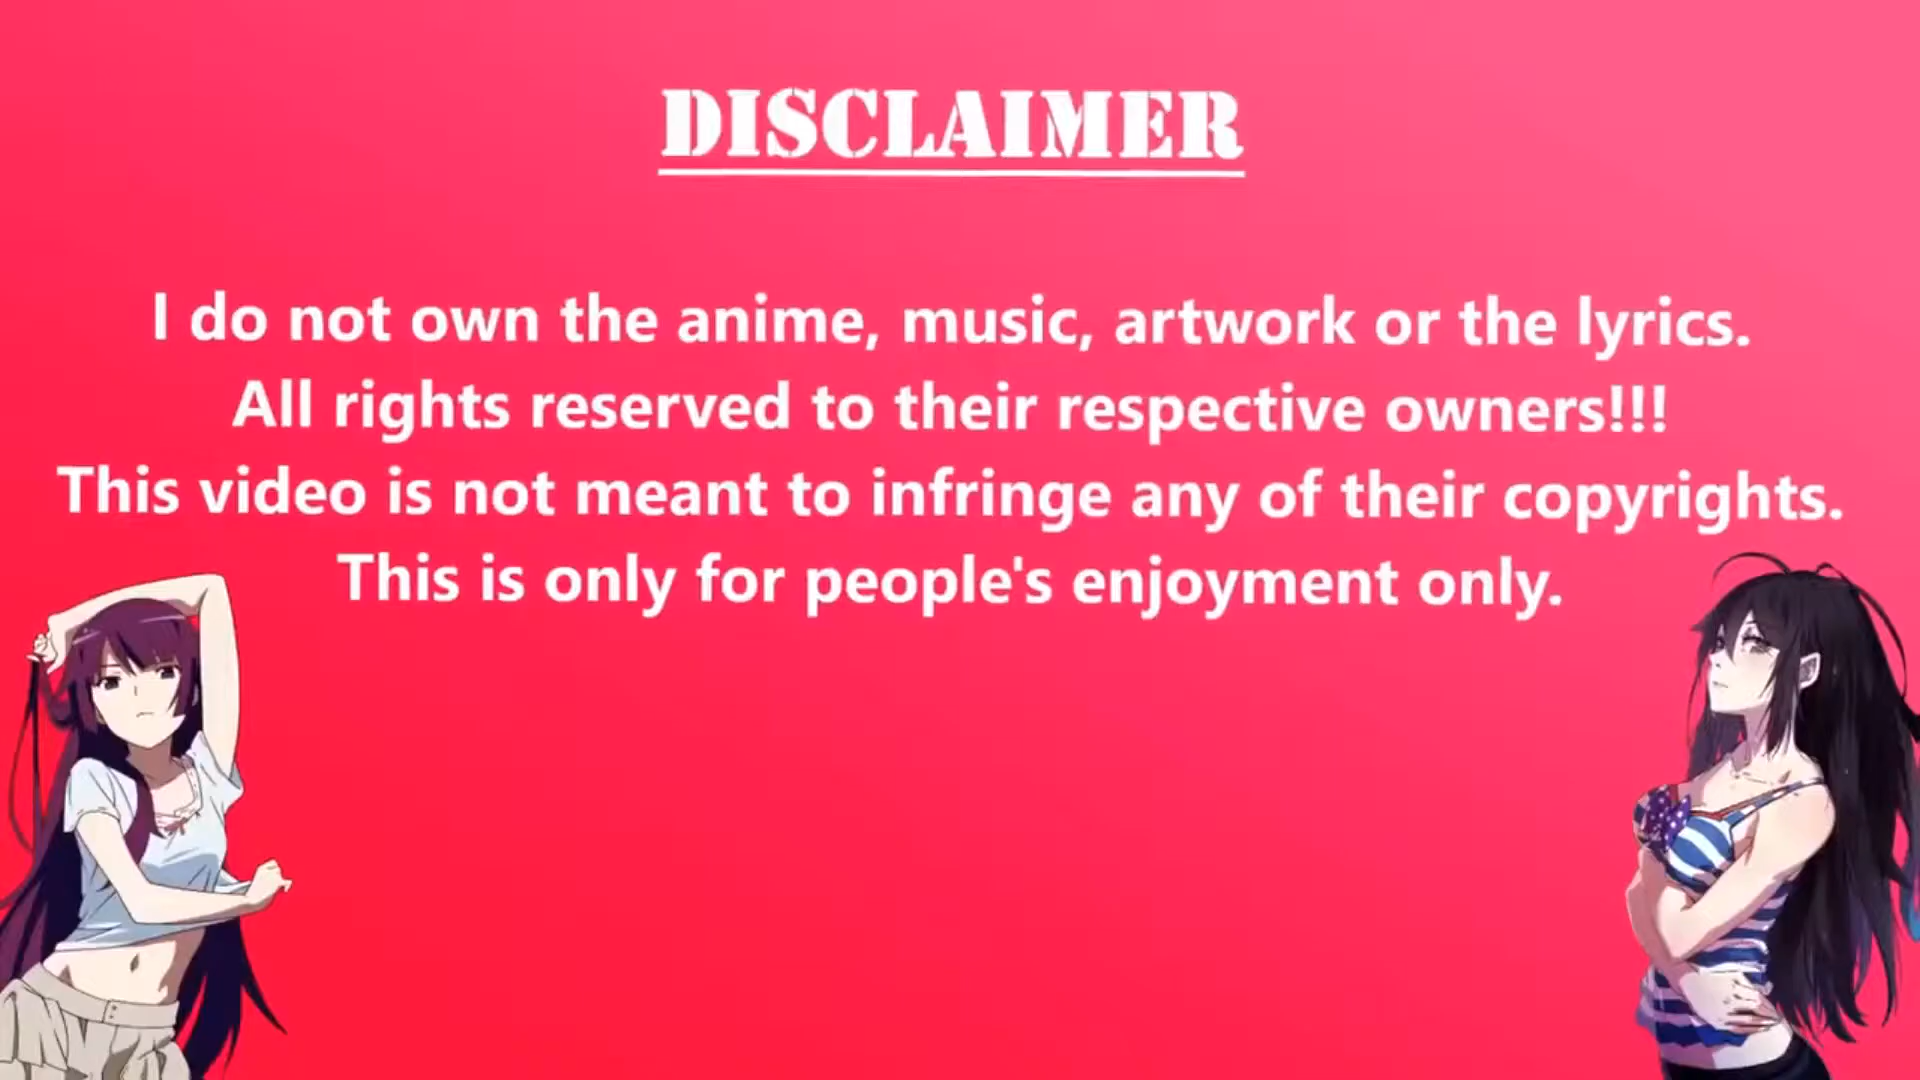 DISCLAIMER
I do not own the anime, music, artwork or the lyrics.
All rights reserved to their respective owners!!!
This video is not meant to infringe any of their copyrights.
This is only for people's enjoyment only.